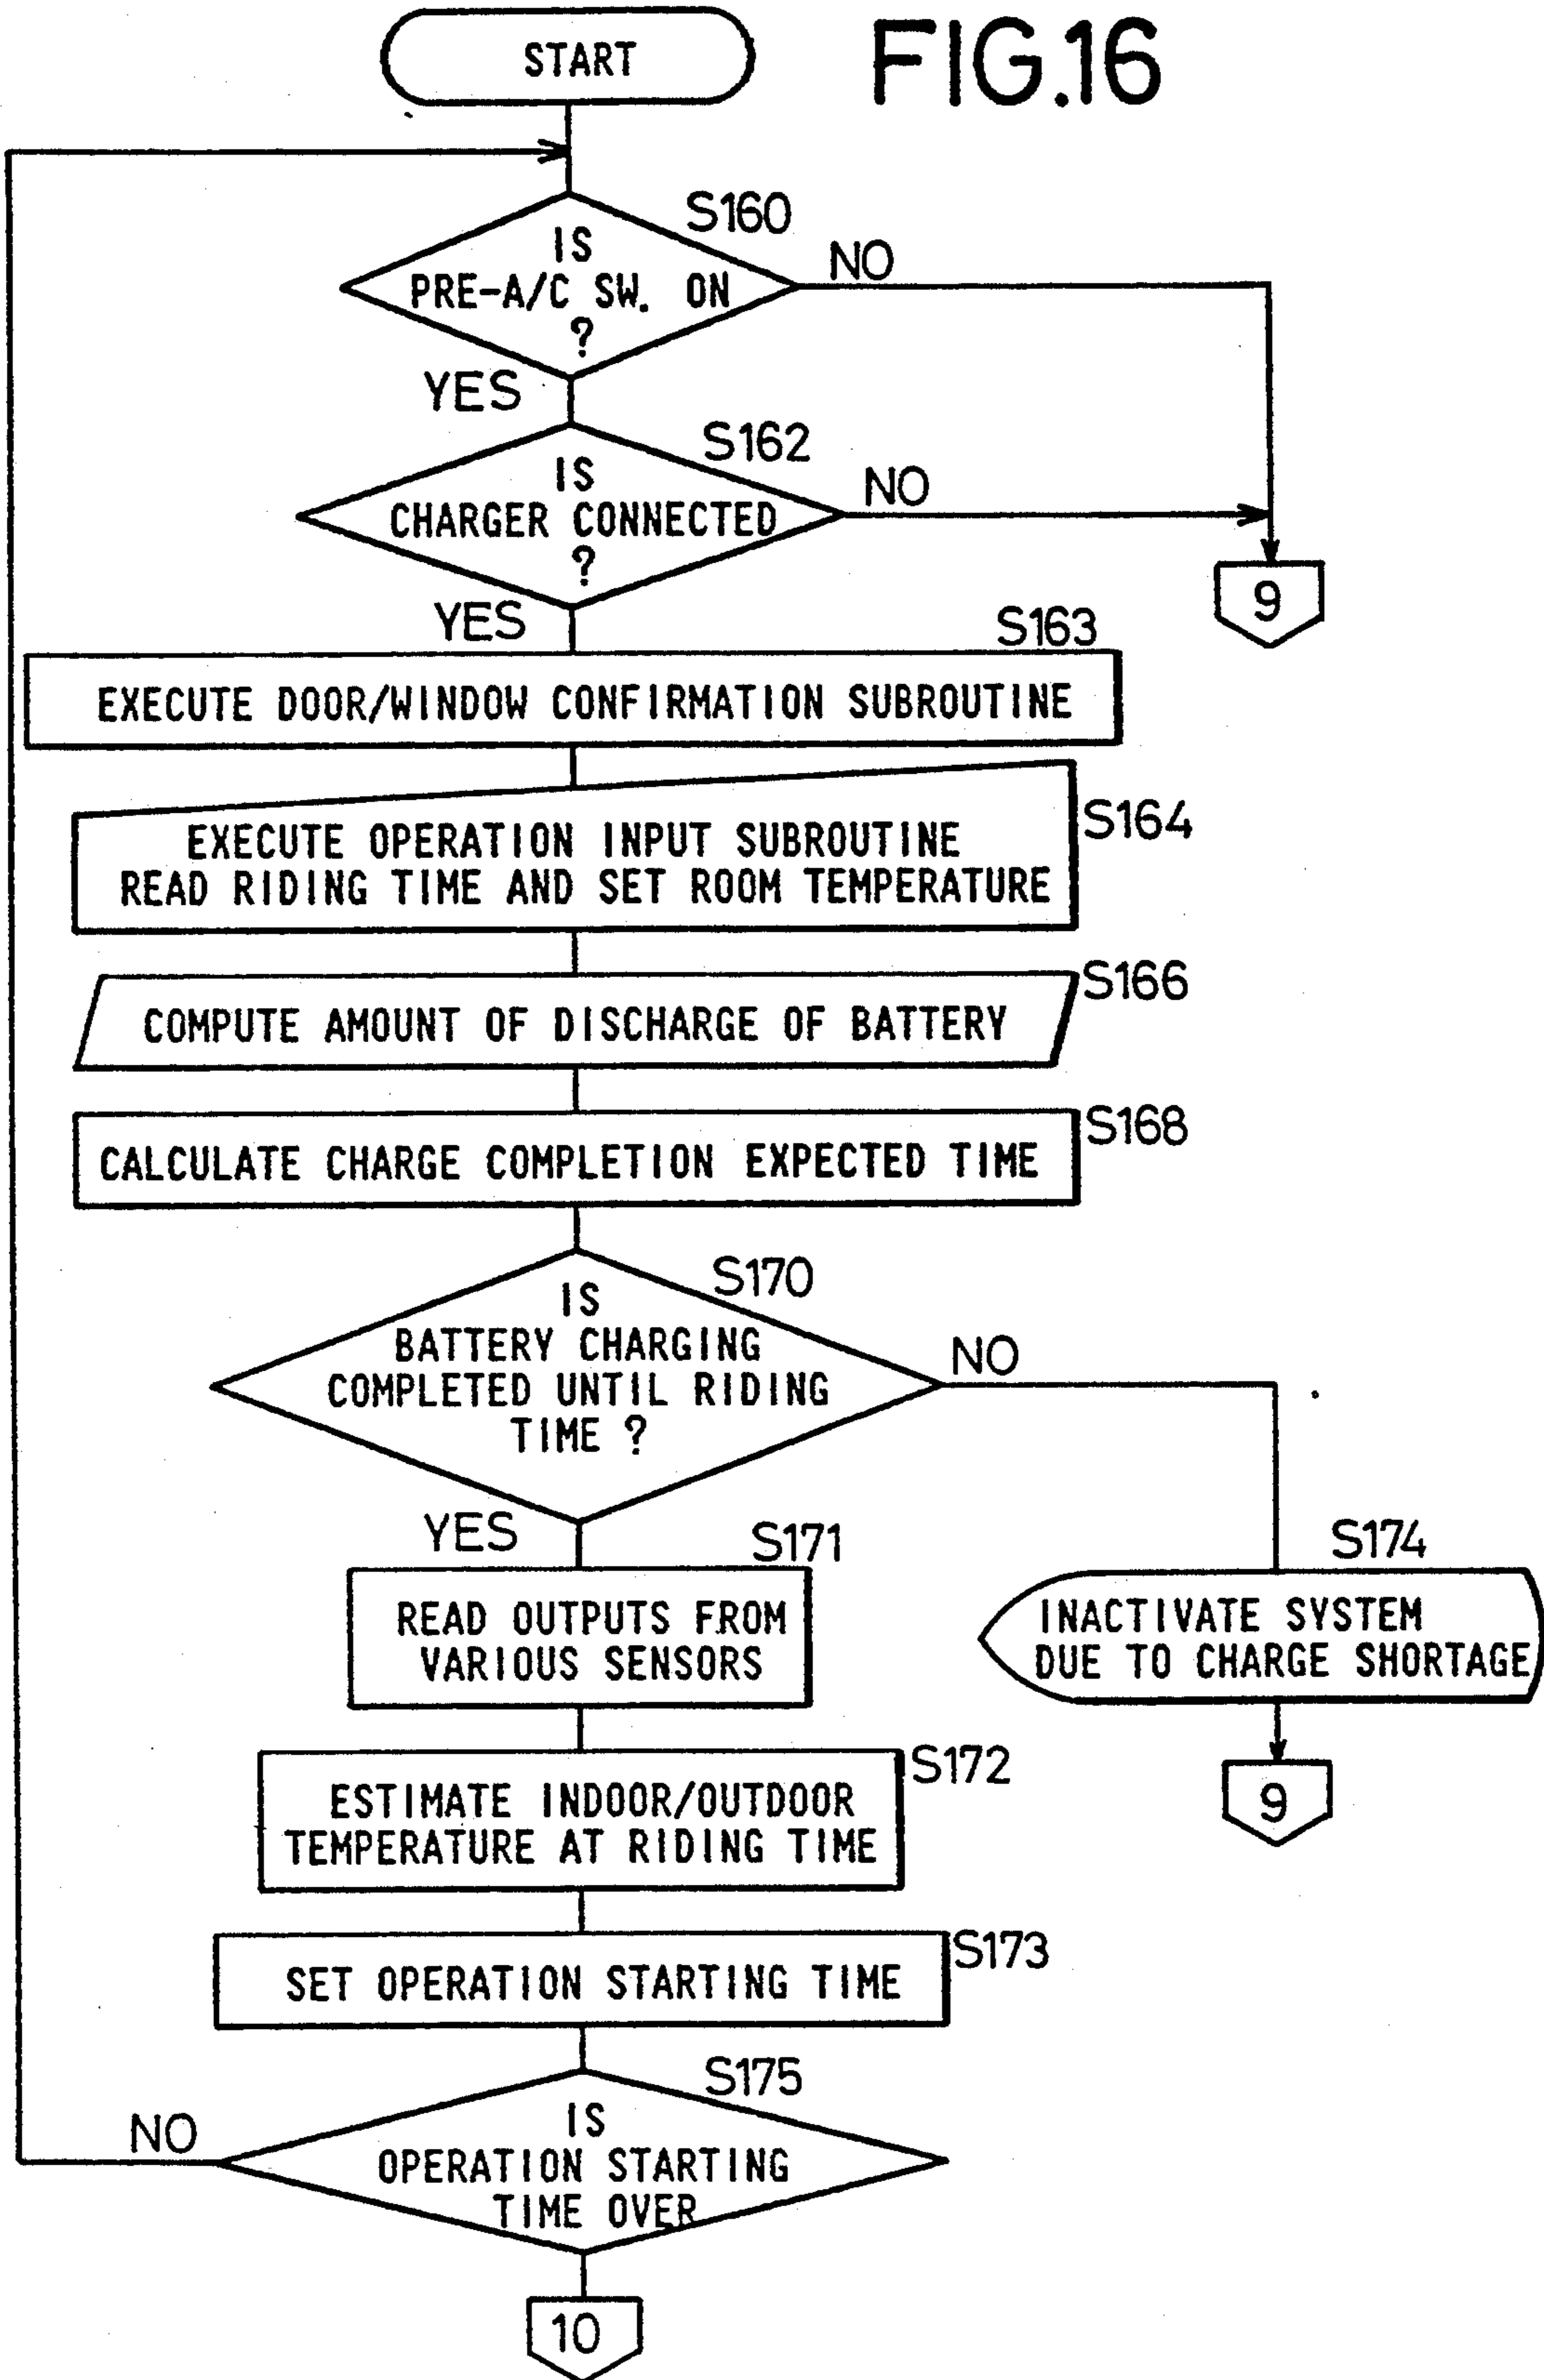 START
FIG.16
S160
IS
PRE-A/C SW. ON
?
NO
YES
S162
IS
CHARGER CONNECTED
?
NO
9
YES
S163
EXECUTE DOOR/WINDOW CONFIRMATION SUBROUTINE
S164
EXECUTE OPERATION INPUT SUBROUTINE
READ RIDING TIME AND SET ROOM TEMPERATURE
S166
COMPUTE AMOUNT OF DISCHARGE OF BATTERY
S168
CALCULATE CHARGE COMPLETION EXPECTED TIME
S170
IS
BATTERY CHARGING
COMPLETED UNTIL RIDING
TIME ?
NO
YES
S171
READ OUTPUTS FROM
VARIOUS SENSORS
S174
INACTIVATE SYSTEM
DUE TO CHARGE SHORTAGE
9
S172
ESTIMATE INDOOR/OUTDOOR
TEMPERATURE AT RIDING TIME
S173
SET OPERATION STARTING TIME
S175
IS
OPERATION STARTING
TIME OVER
NO
10